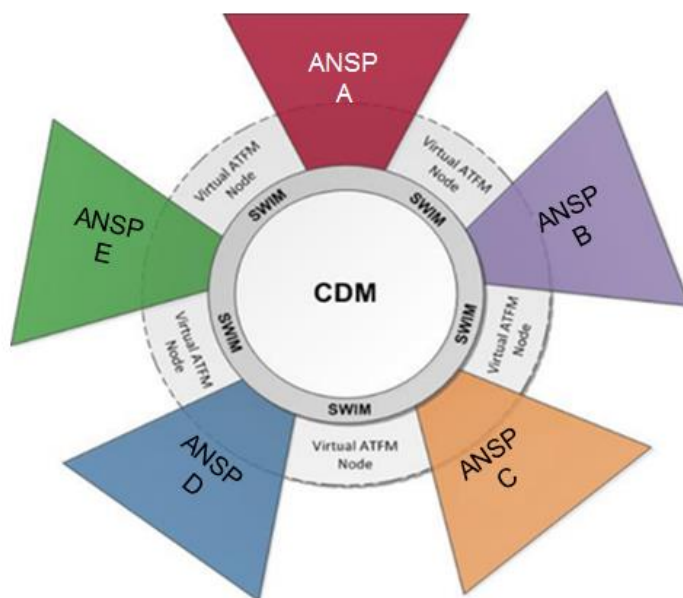 ANSP
A
Virtual ATFM
Node
SWIM
Virtual ATFM
Node
SWIM
ANSP
B
ANSP
E
CDM
Virtual ATFM
Node
SWIM
Virtual ATFM
Node
SWIM
SWIM
Virtual ATFM
Node
ANSP
D
ANSP
C